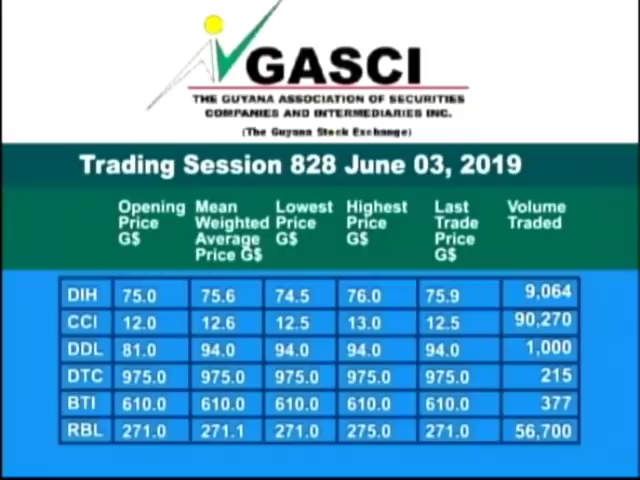 GASCI
THE GUYANA ASSOCIATION OF SECURITIES
COMPANIES AND INTERMEDIARIES INC.
(The Guyana Stock Exchange)
Trading Session 828 June 03, 2019
Opening Price G$ Mean Weighted Average Price G$ Lowest Price G$ Highest Price G$ Last Trade Price G$ Volume Traded
DIH 75.0 75.6 74.5 76.0 75.9 9,064
CCI 12.0 12.6 12.5 13.0 12.5 90,270
DDL 81.0 94.0 94.0 94.0 94.0 1,000
DTC 975.0 975.0 975.0 975.0 975.0 215
BTI 610.0 610.0 610.0 610.0 610.0 377
RBL 271.0 271.1 271.0 275.0 271.0 56,700